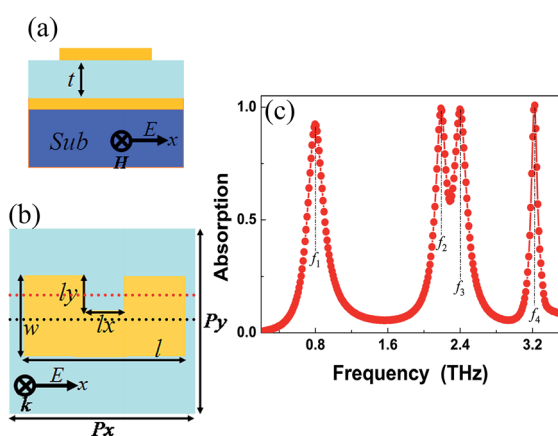 (a)
t
Sub
E
x
H
(b)
ly
lx
w
l
Py
E
x
k
Px
(c)
Absorption
1.0
0.5
0.0
f1
f2
f3
f4
0.8 1.6 2.4 3.2
Frequency (THz)